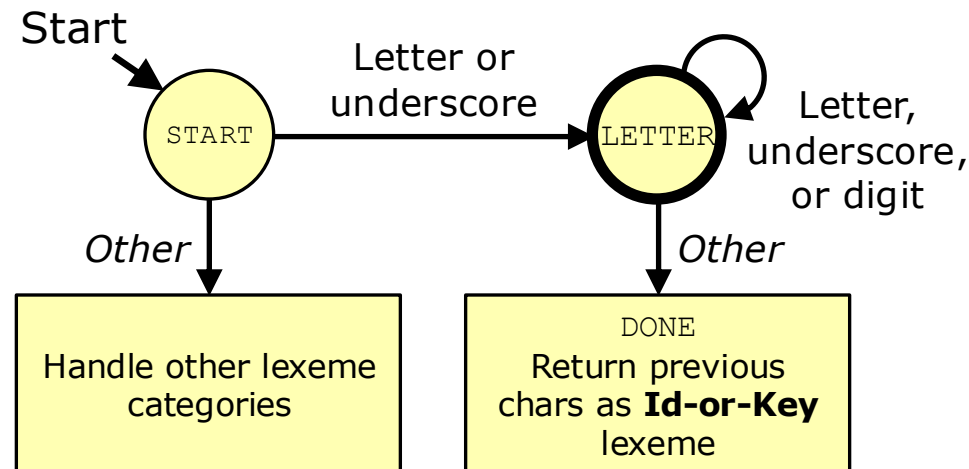 Start
Letter or
underscore
START
LETTER
Letter,
underscore,
or digit
Other
Other
Handle other lexeme
categories
DONE
Return previous
chars as Id-or-Key
lexeme